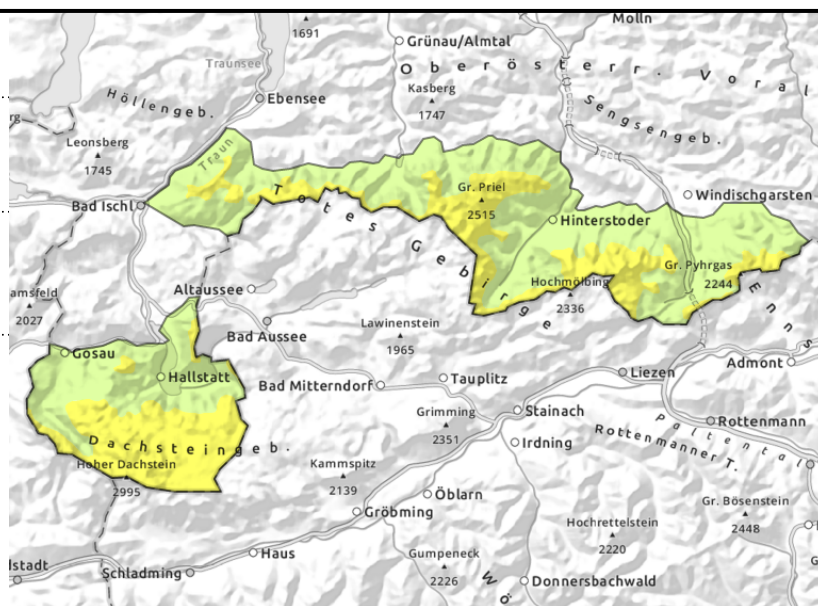 1691
Molln
Grünau/Almtal
Traunsee
Oberösterr. Voral
Kasberg
1747
Höllengeb.
Ebensee
Sengsengeb.
Leonsberg
1745
Traun
Gr. Priel
2515
Windischgarsten
Bad Ischl
Totes Gebirge
Hinterstoder
Gr. Pyhrgas
2244
Altaussee
Hochmölbing
2336
Enns
amsfeld
2027
Bad Aussee
Lawinenstein
1965
Gosau
Hallstatt
Bad Mitterndorf
Tauplitz
Liezen
Admont
Grimming
2351
Stainach
Rottenmann
Paltental
Rottenmanner T.
Irdning
Dachsteingeb.
Hoher Dachstein
2995
Kammspitz
2139
Öblarn
Gröbming
Gr. Bösenstein
2448
Hochrettelstein
2220
Haus
Gumpeneck
2226
Wö
lstadt
Schladming
Donnersbachwald